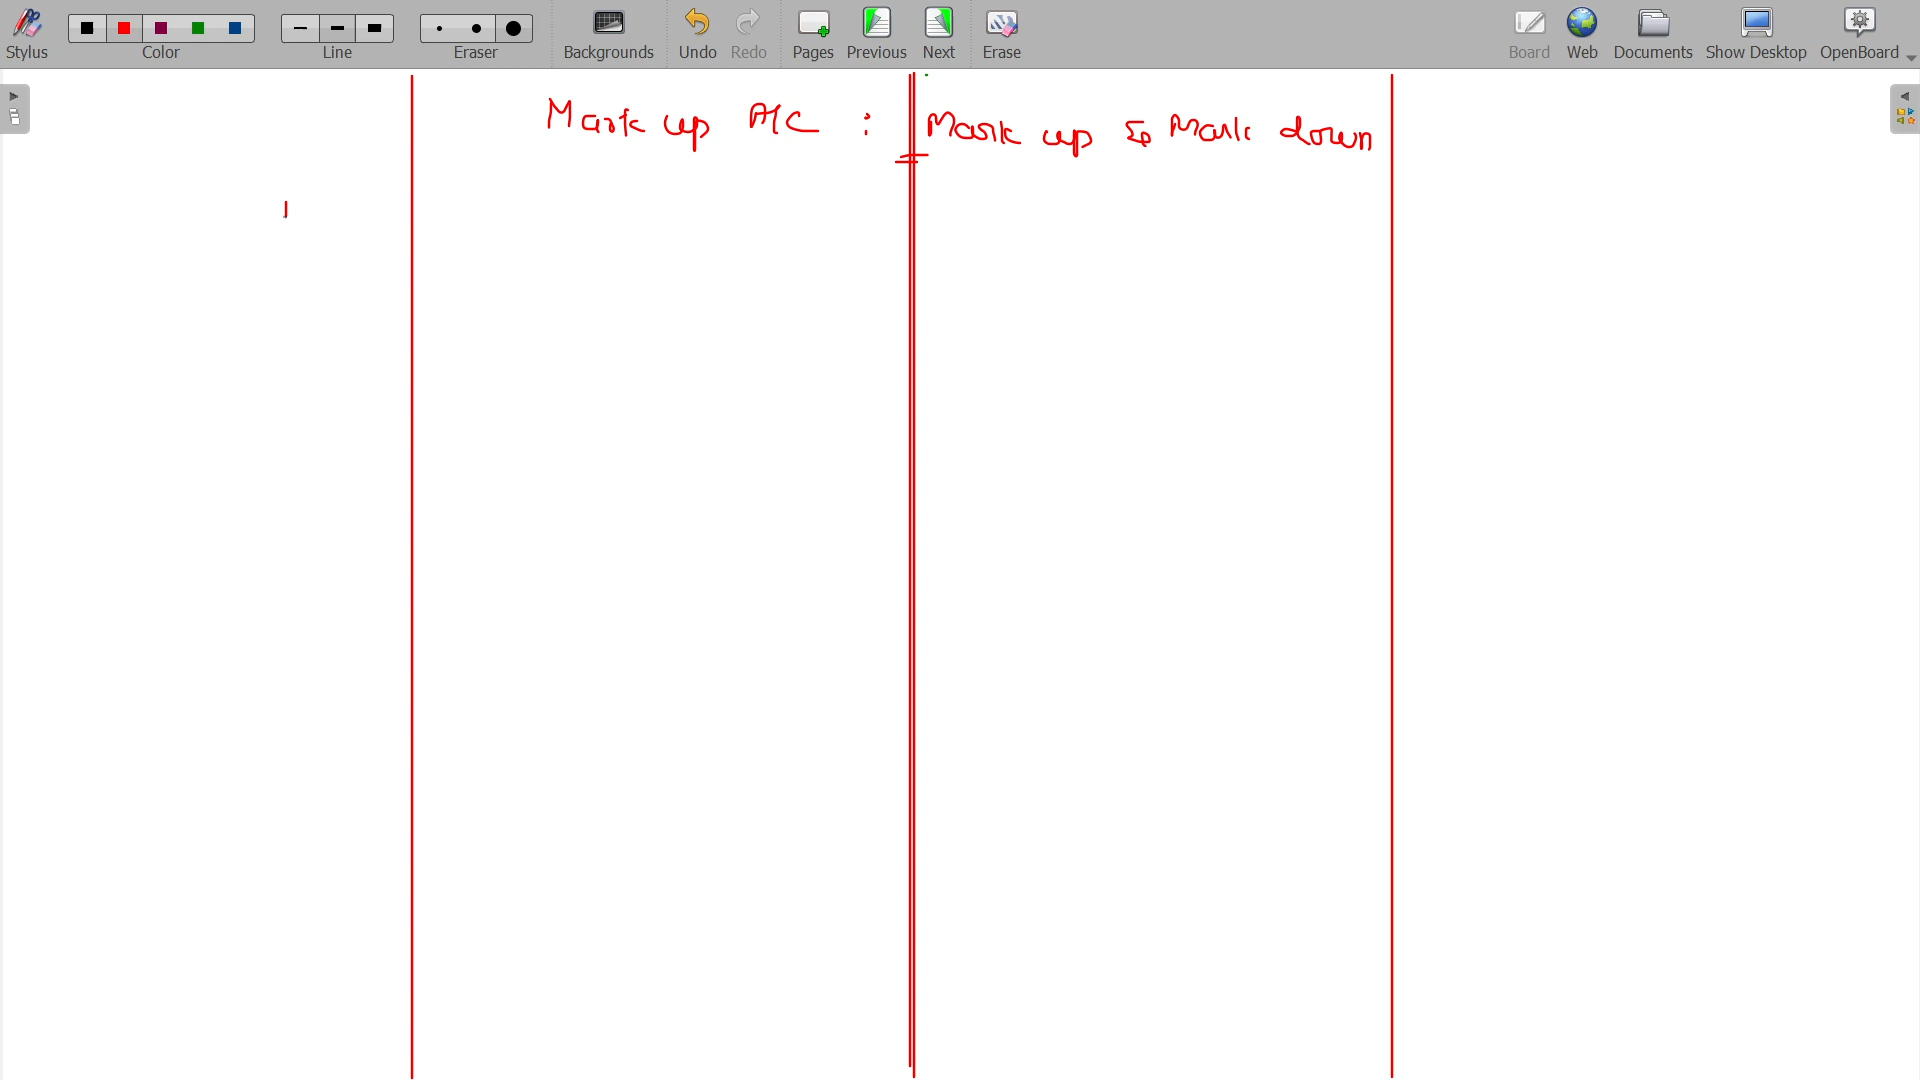 Stylus Color Line Eraser Backgrounds Undo Redo Pages Previous Next Erase Board Web Documents Show Desktop OpenBoard
Mark up A/C : Mark up & Mark down